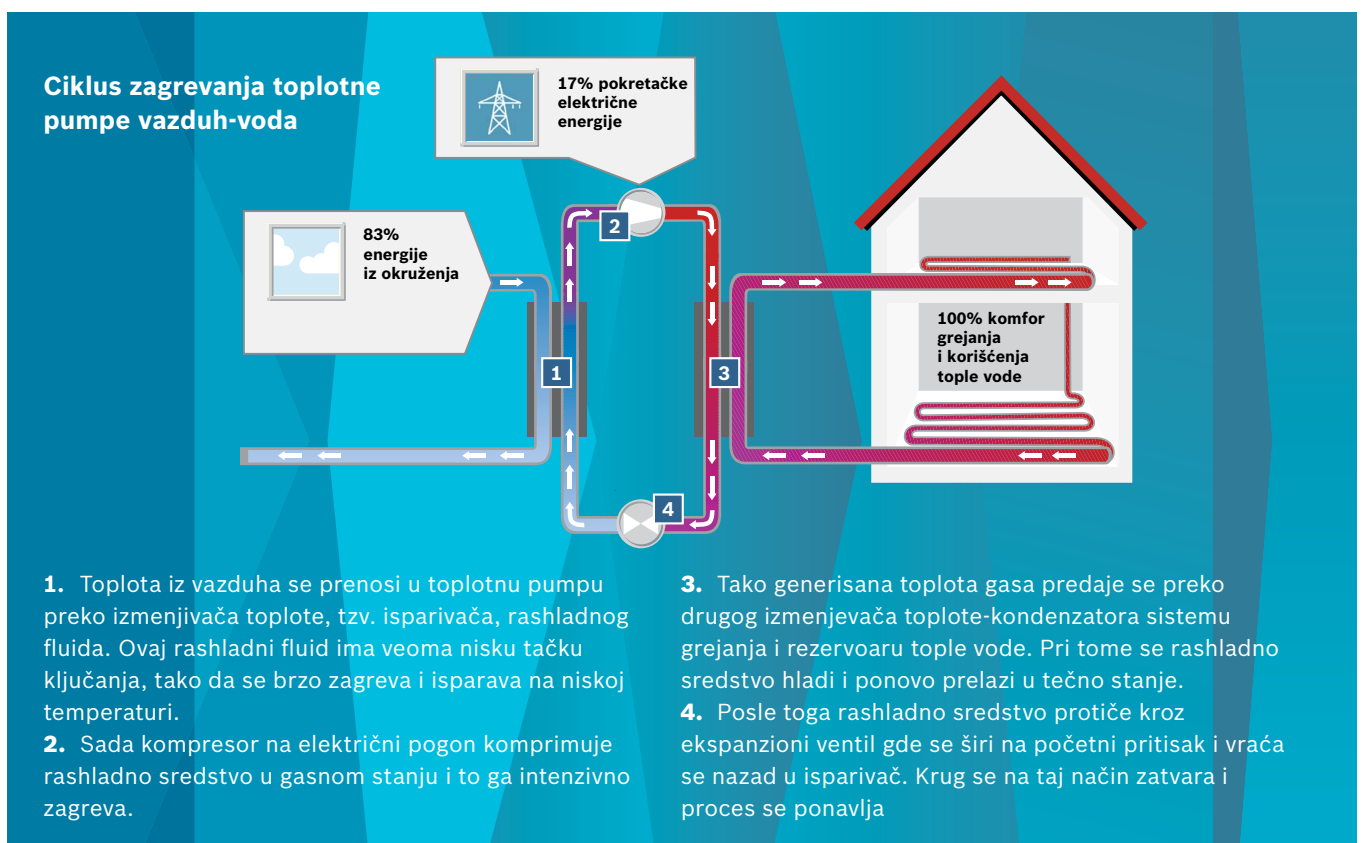 Ciklus zagrevanja toplotne
pumpe vazduh-voda
17% pokretačke
električne
energije
83%
energije
iz okruženja
2
1
3
4
100% komfor
grejanja
i korišćenja
tople vode
1. Toplota iz vazduha se prenosi u toplotnu pumpu
preko izmenjivača toplote, tzv. isparivača, rashladnog
fluida. Ovaj rashladni fluid ima veoma nisku tačku
ključanja, tako da se brzo zagreva i isparava na niskoj
temperaturi.
2. Sada kompresor na električni pogon komprimuje
rashladno sredstvo u gasnom stanju i to ga intenzivno
zagreva.
3. Tako generisana toplota gasa predaje se preko
drugog izmenjevača toplote-kondenzatora sistemu
grejanja i rezervoaru tople vode. Pri tome se rashladno
sredstvo hladi i ponovo prelazi u tečno stanje.
4. Posle toga rashladno sredstvo protiče kroz
ekspanzioni ventil gde se širi na početni pritisak i vraća
se nazad u isparivač. Krug se na taj način zatvara i
proces se ponavlja